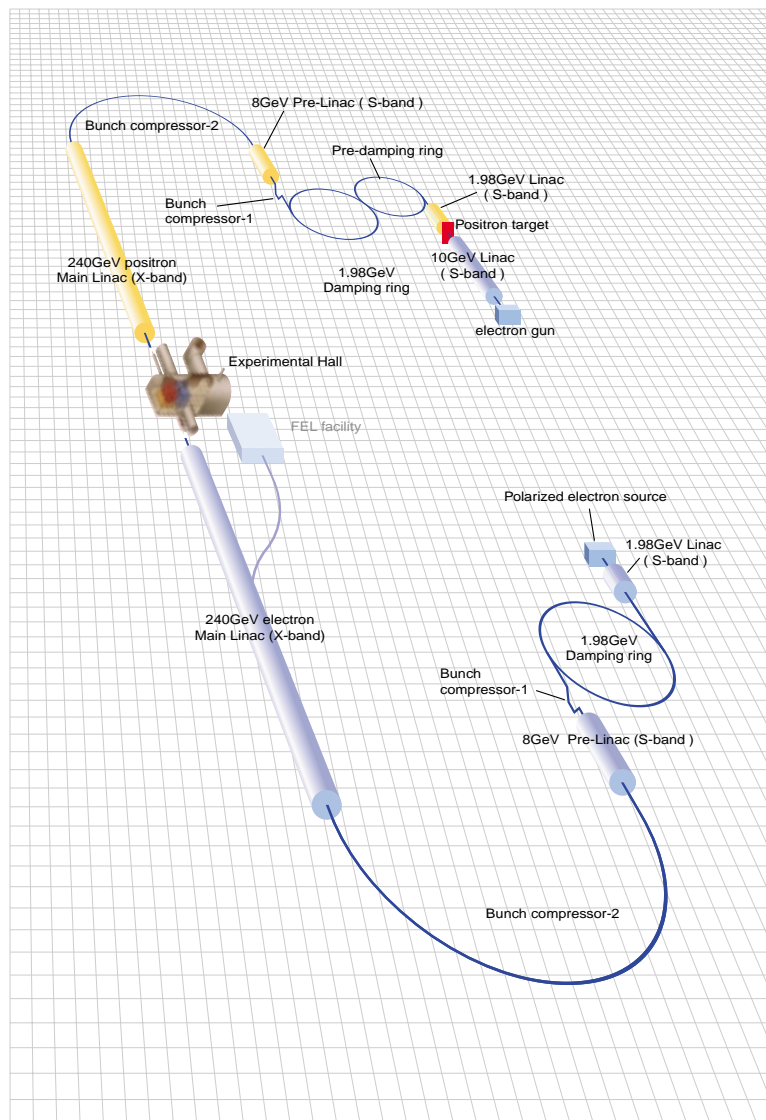 8GeV Pre-Linac ( S-band )
Bunch compressor-2
Pre-damping ring
1.98GeV Linac
( S-band )
Bunch
compressor-1
Positron target
10GeV Linac
( S-band )
240GeV positron
Main Linac (X-band)
1.98GeV
Damping ring
electron gun
Experimental Hall
FEL facility
Polarized electron source
1.98GeV Linac
( S-band )
240GeV electron
Main Linac (X-band)
1.98GeV
Damping ring
Bunch
compressor-1
8GeV Pre-Linac (S-band )
Bunch compressor-2